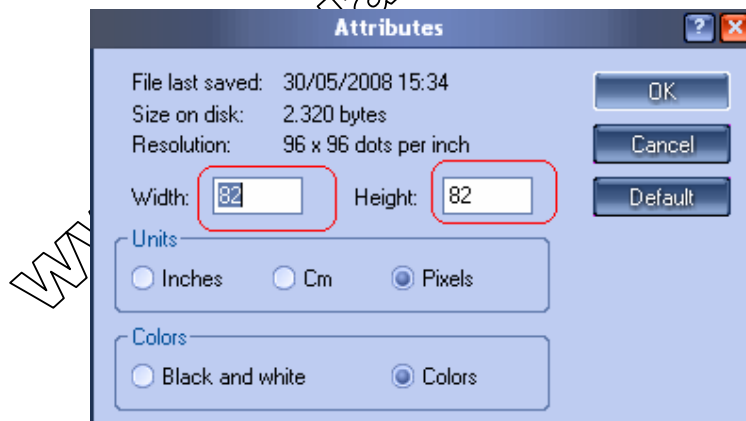 Attributes
File last saved: 30/05/2008 15:34
OK
Size on disk: 2.320 bytes
Resolution: 96 x 96 dots per inch
Cancel
Width: 82 Height: 82
Default
Units
Inches Cm Pixels
Colors
Black and white Colors